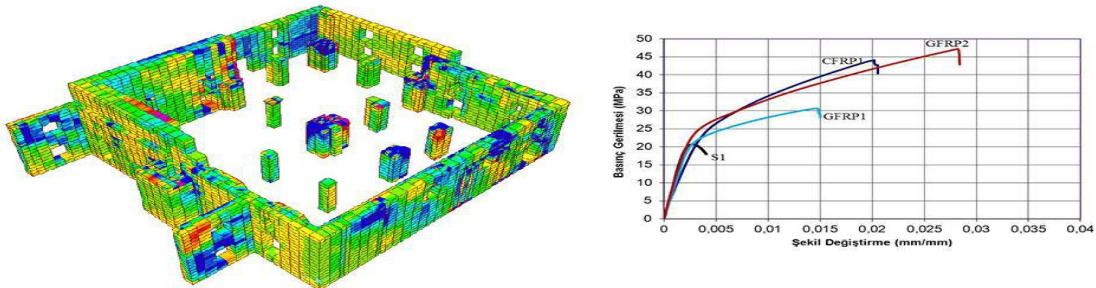 Basınç Gerilmesi (MPa)
50
45
40
35
30
25
20
15
10
5
0
GFRP2
CFRP1
GFRP1
S1
0 0,005 0,01 0,015 0,02 0,025 0,03 0,035 0,04
Şekil Değiştirme (mm/mm)